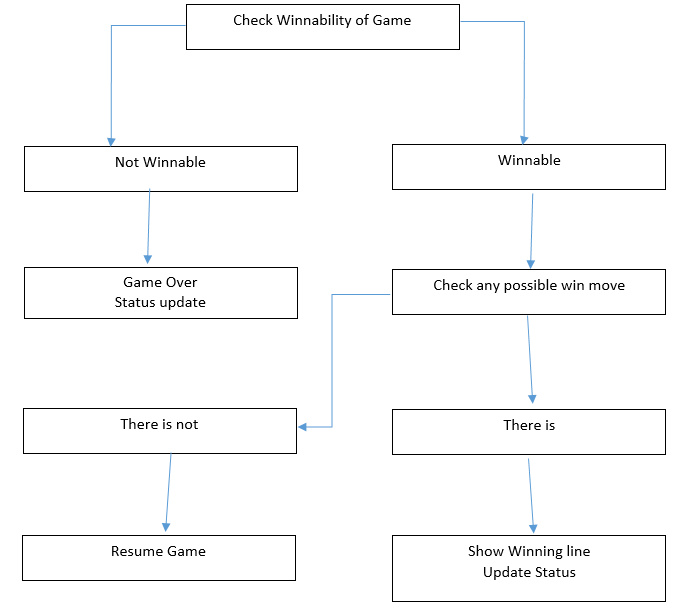 Check Winnability of Game
Not Winnable
Winnable
Game Over
Status update
Check any possible win move
There is not
There is
Resume Game
Show Winning line
Update Status